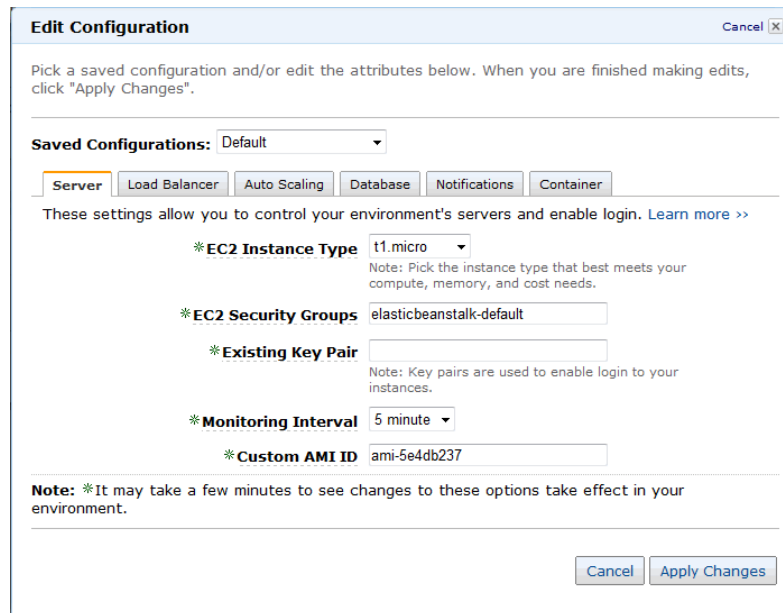 Edit Configuration
Cancel
Pick a saved configuration and/or edit the attributes below. When you are finished making edits,
click "Apply Changes".
Saved Configurations: Default
Server Load Balancer Auto Scaling Database Notifications Container
These settings allow you to control your environment's servers and enable login. Learn more >>
*EC2 Instance Type t1.micro
Note: Pick the instance type that best meets your
compute, memory, and cost needs.
*EC2 Security Groups elasticbeanstalk-default
*Existing Key Pair
Note: Key pairs are used to enable login to your
instances.
*Monitoring Interval 5 minute
*Custom AMI ID ami-5e4db237
Note: *It may take a few minutes to see changes to these options take effect in your
environment.
Cancel Apply Changes